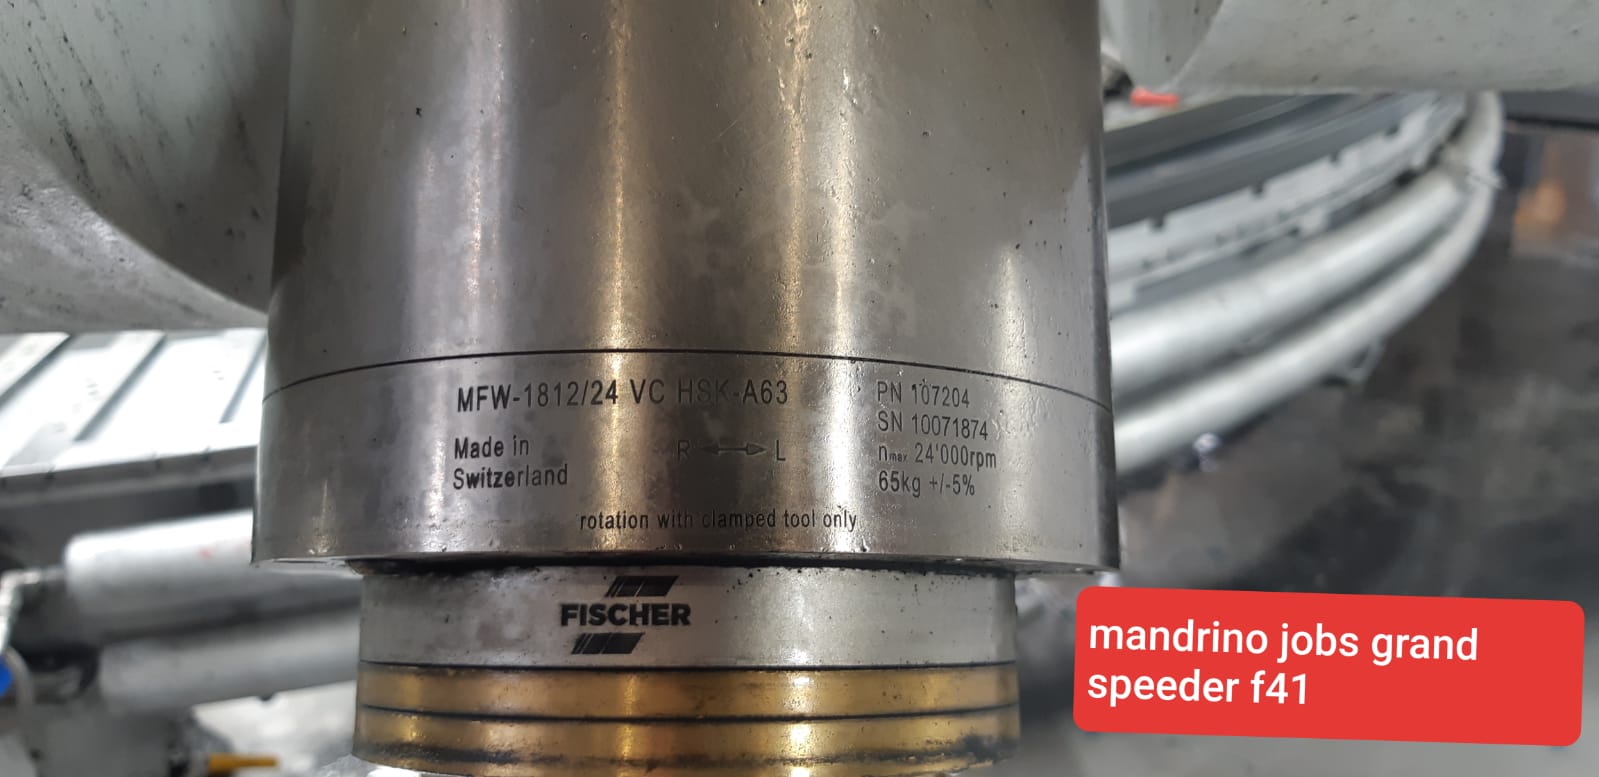 MFW-1812/24 VC HSK-A63
Made in
Switzerland
R L
PN 107204
SN 10071874
nmax 24'000rpm
65kg +/-5%
rotation with clamped tool only
FISCHER
mandrino jobs grand
speeder f41